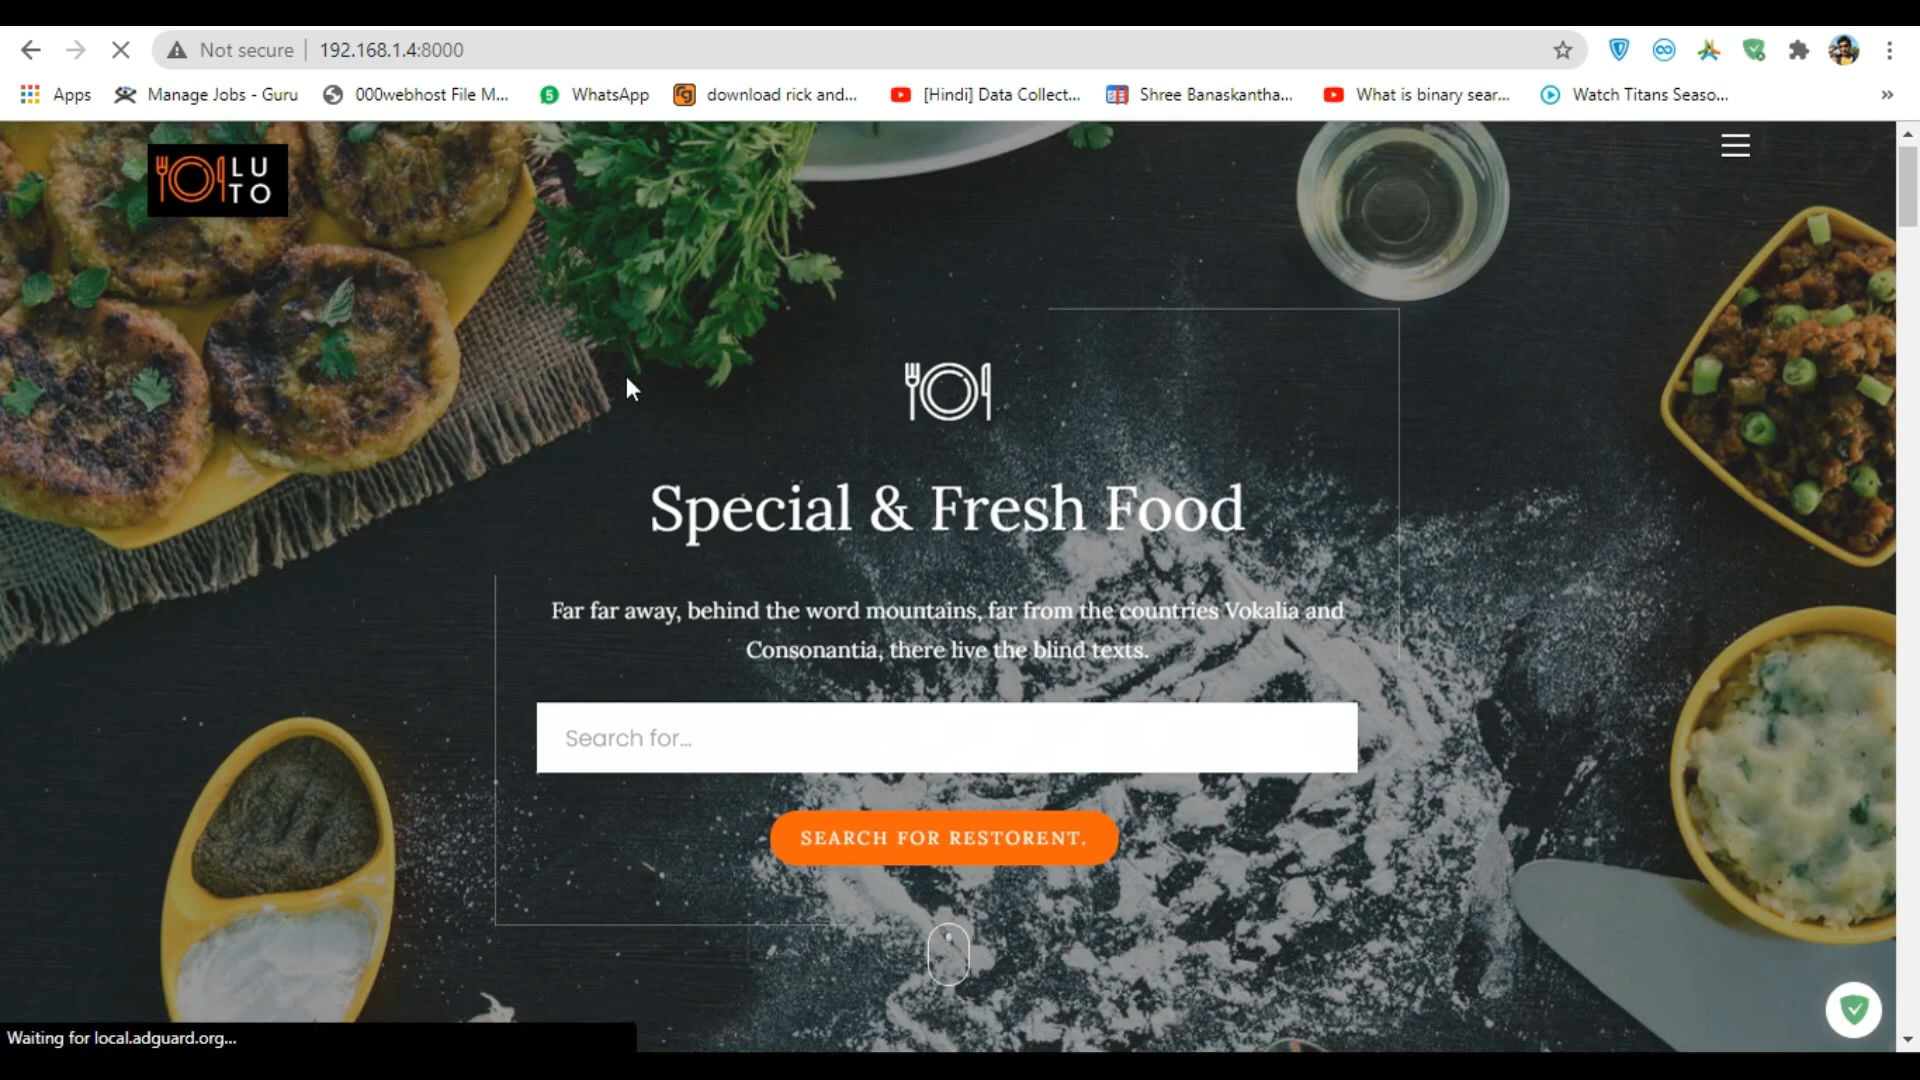 Not secure
192.168.1.4:8000
Apps
Manage Jobs - Guru
000webhost File M...
5
WhatsApp
download rick and...
[Hindi] Data Collect...
Shree Banaskantha...
What is binary sear...
Watch Titans Seaso...
LU
TO
Special & Fresh Food
Far far away, behind the word mountains, far from the countries Vokalia and
Consonantia, there live the blind texts.
Search for...
SEARCH FOR RESTORENT.
Waiting for local.adguard.org...